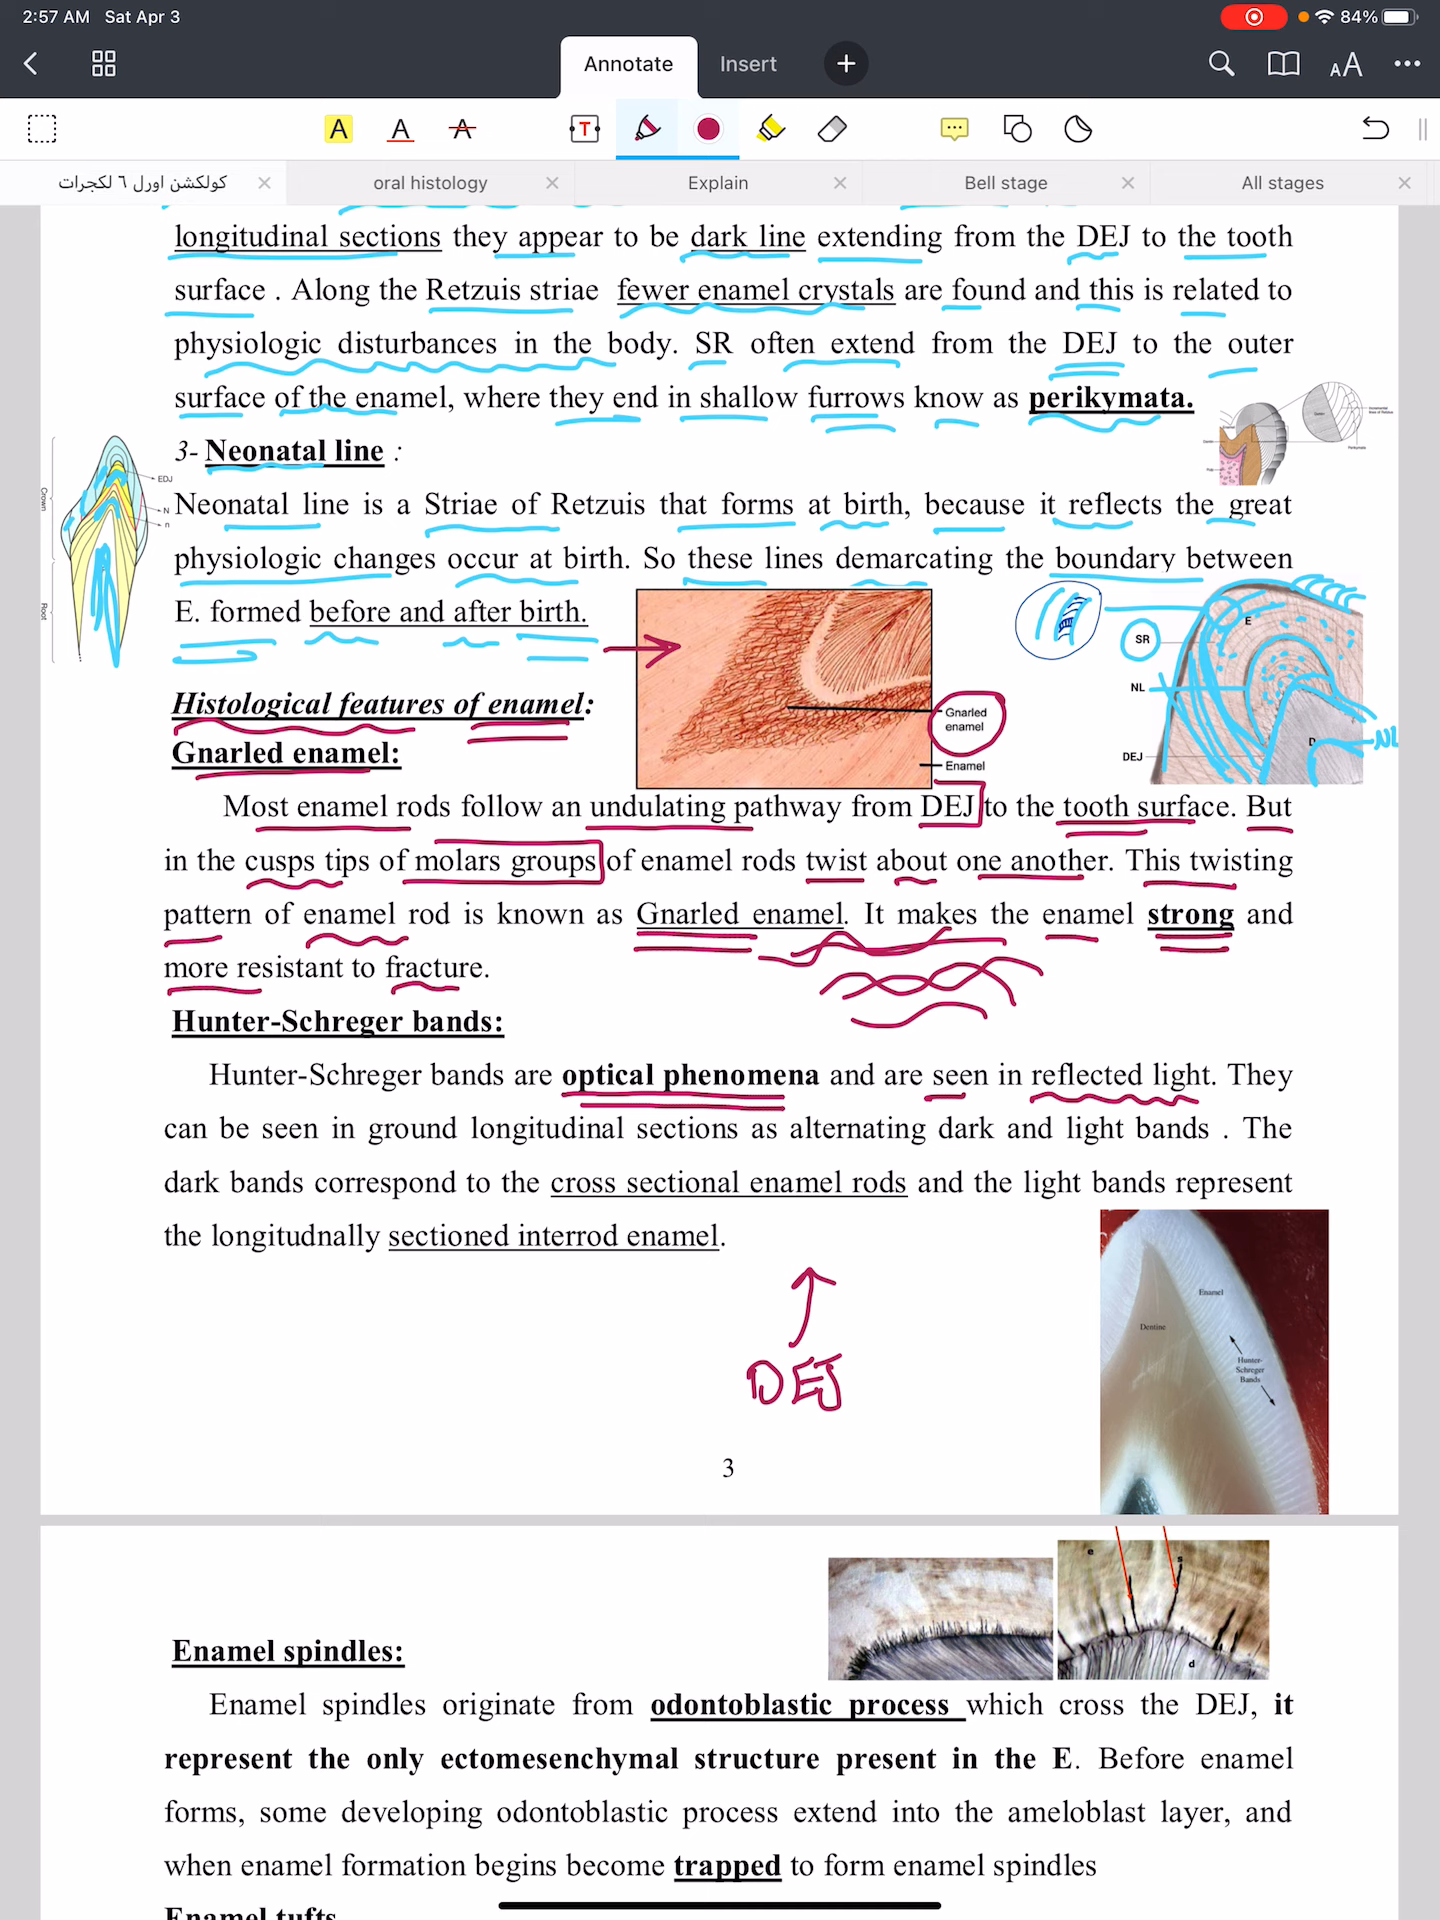 2:57 AM Sat Apr 3
84%
Annotate
Insert
AA
A A A T
كولكشن اورل ٦ لكجرات
oral histology
Explain
Bell stage
All stages
longitudinal sections they appear to be dark line extending from the DEJ to the tooth
surface . Along the Retzuis striae fewer enamel crystals are found and this is related to
physiologic disturbances in the body. SR often extend from the DEJ to the outer
surface of the enamel, where they end in shallow furrows know as perikymata.
3- Neonatal line :
Neonatal line is a Striae of Retzuis that forms at birth, because it reflects the great
physiologic changes occur at birth. So these lines demarcating the boundary between
E. formed before and after birth.
Crown
Root
EDJ
N
n
Gnarled
enamel
Enamel
SR
NL
DEJ
E
D
NL
Histological features of enamel:
Gnarled enamel:
Most enamel rods follow an undulating pathway from DEJ to the tooth surface. But
in the cusps tips of molars groups of enamel rods twist about one another. This twisting
pattern of enamel rod is known as Gnarled enamel. It makes the enamel strong and
more resistant to fracture.
Hunter-Schreger bands:
Hunter-Schreger bands are optical phenomena and are seen in reflected light. They
can be seen in ground longitudinal sections as alternating dark and light bands . The
dark bands correspond to the cross sectional enamel rods and the light bands represent
the longitudnally sectioned interrod enamel.
DEJ
Enamel
Dentine
Hunter-
Schreger
Bands
3
e
s
d
Enamel spindles:
Enamel spindles originate from odontoblastic process which cross the DEJ, it
represent the only ectomesenchymal structure present in the E. Before enamel
forms, some developing odontoblastic process extend into the ameloblast layer, and
when enamel formation begins become trapped to form enamel spindles
Enamel tufts